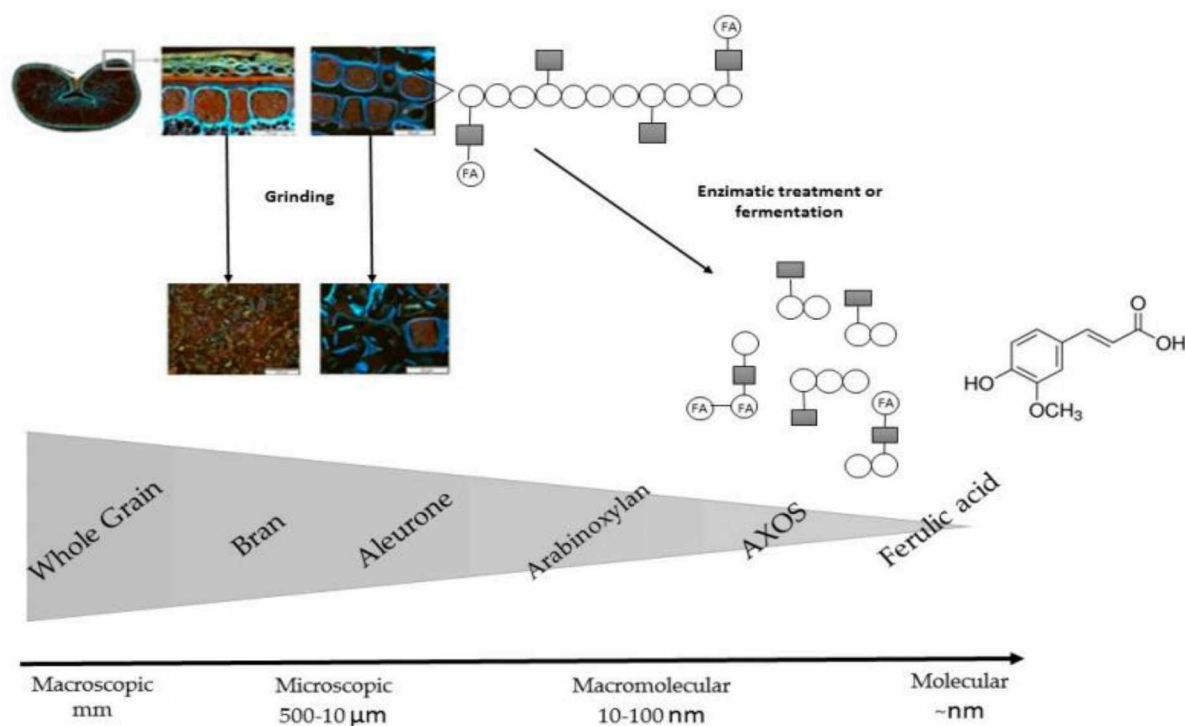 FA
FA
Grinding
Enzimatic treatment or
fermentation
O
OH
HO
OCH3
FA
FA
FA
Whole Grain
Bran
Aleurone
Arabinoxylan
AXOS
Ferulic acid
Macroscopic
mm
Microscopic
500-10 μm
Macromolecular
10-100 nm
Molecular
~nm